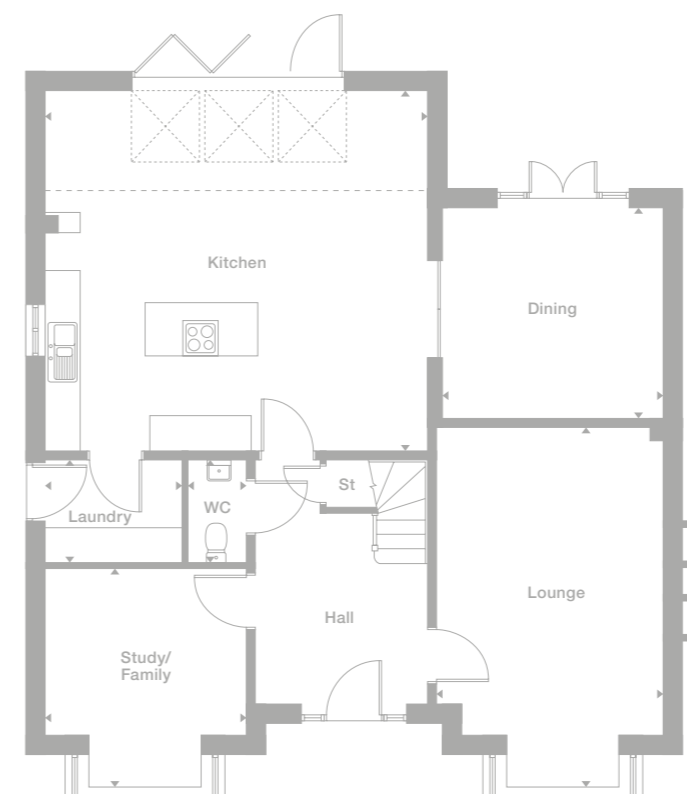 Kitchen
Dining
St
WC
Laundry
Lounge
Hall
Study/
Family